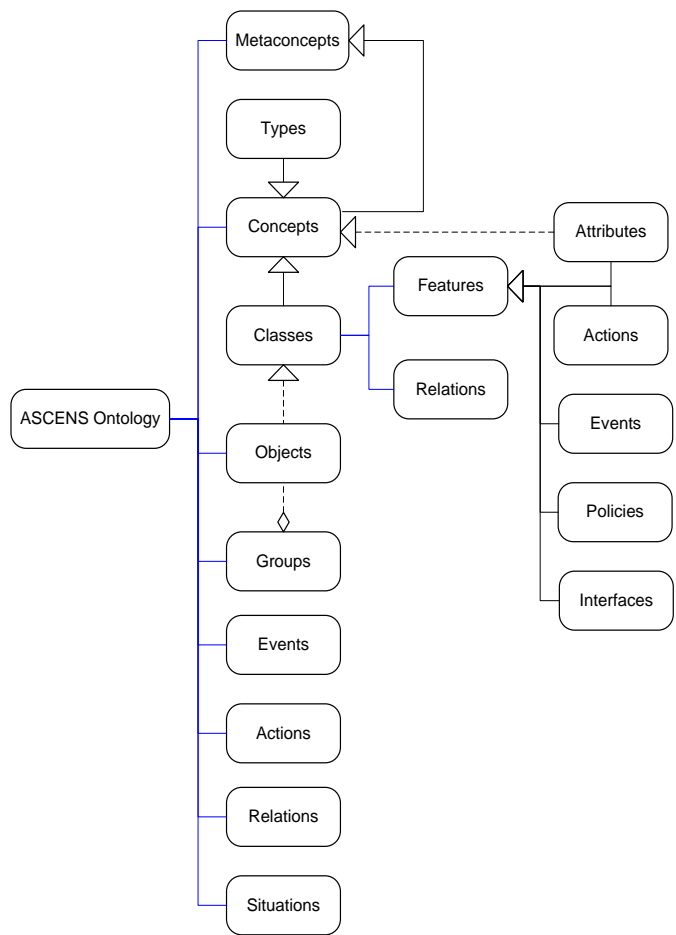 Metaconcepts
Types
Concepts
Attributes
Features
Classes
Actions
Relations
ASCENS Ontology
Events
Objects
Policies
Groups
Interfaces
Events
Actions
Relations
Situations